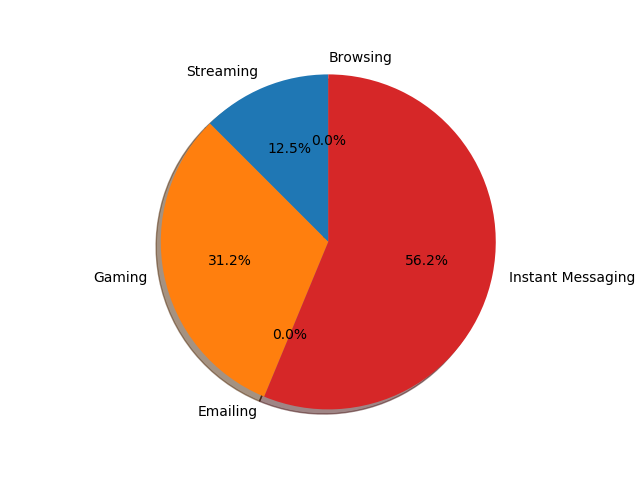 Browsing
Streaming
0.0%
12.5%
31.2%
56.2%
Gaming
Instant Messaging
0.0%
Emailing